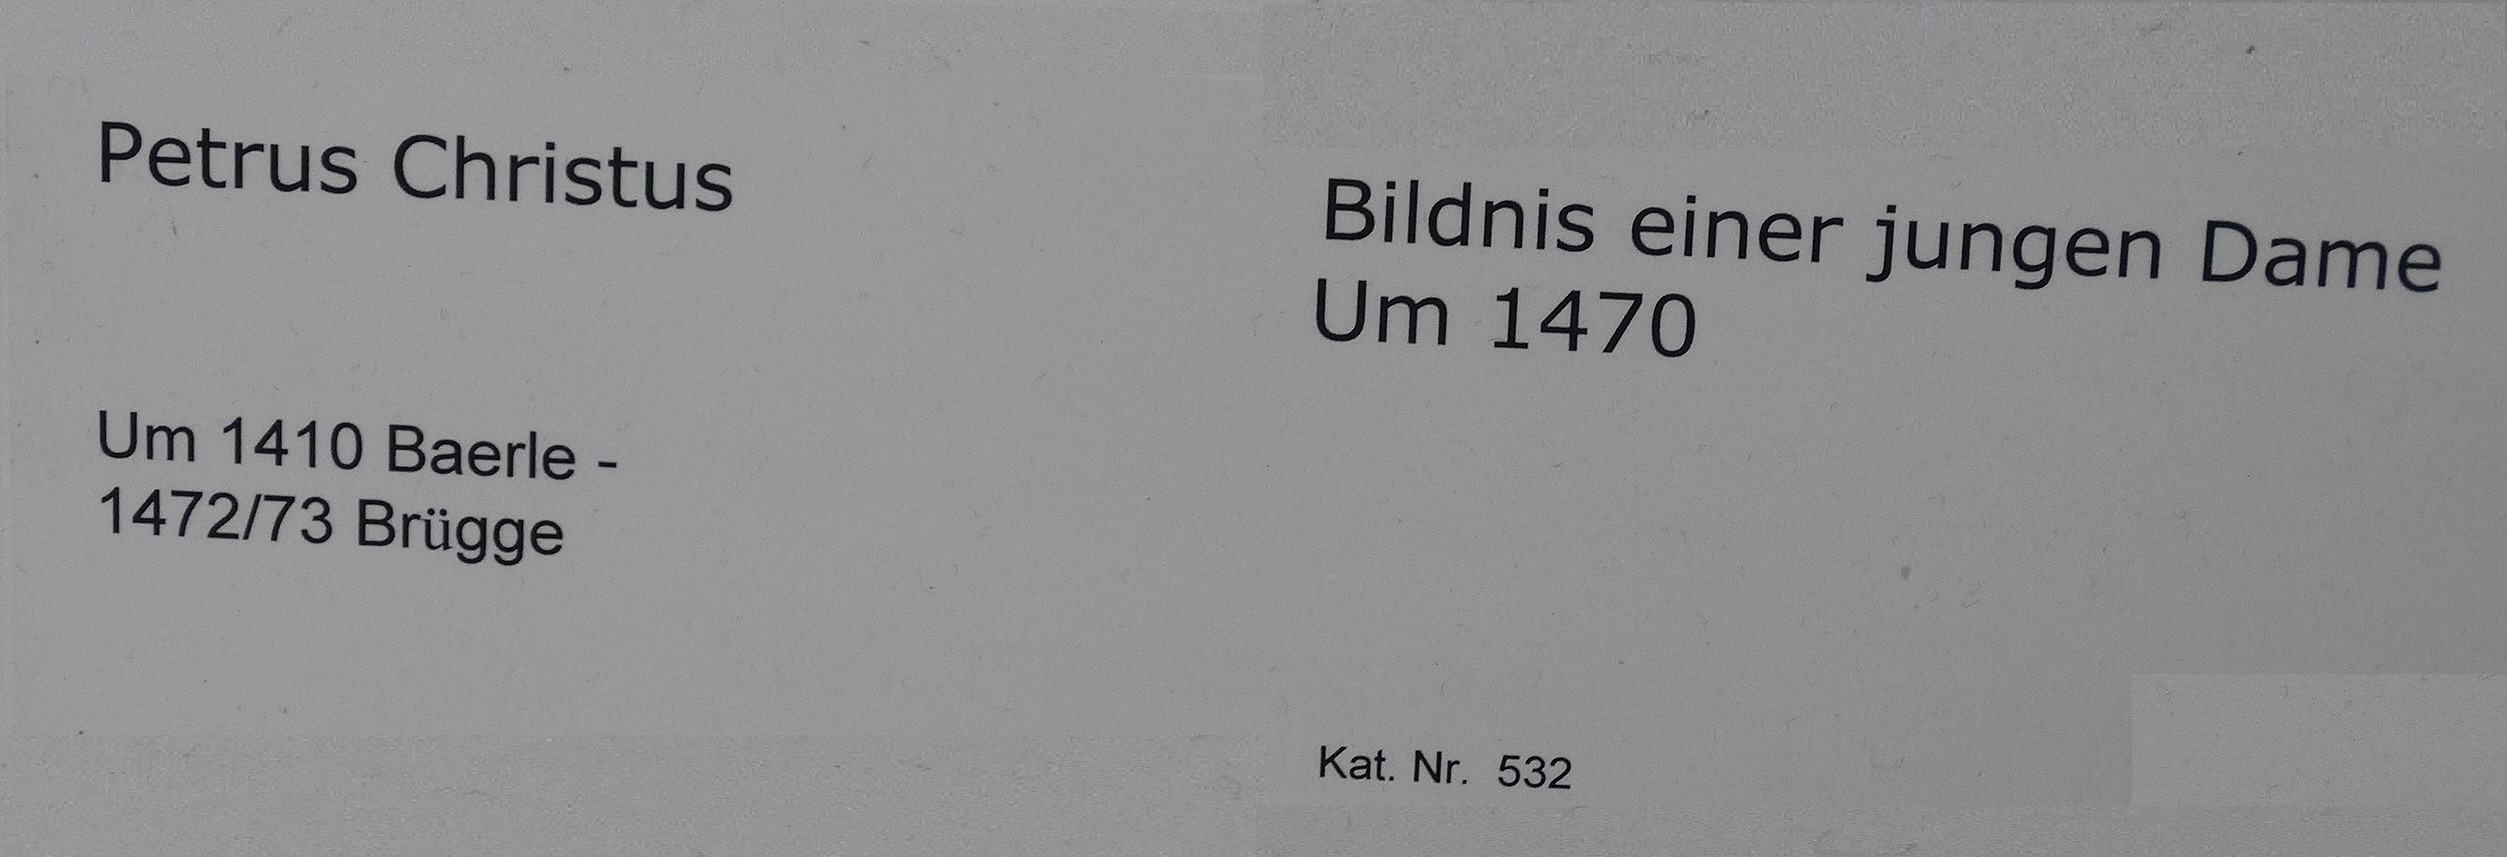 Petrus Christus
Um 1410 Baerle -
1472/73 Brügge
Bildnis einer jungen Dame
Um 1470
Kat. Nr. 532